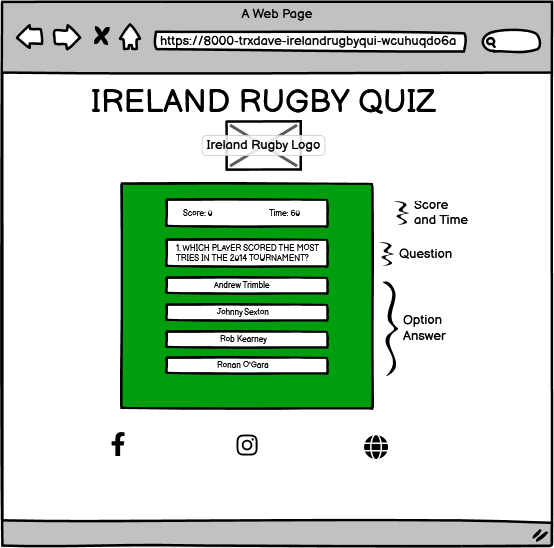 A Web Page
https://8000-trxdave-irelandrugbyqui-wcuhuqdo6a
IRELAND RUGBY QUIZ
Ireland Rugby Logo
Score: 0
Time: 60
Score
and Time
1. WHICH PLAYER SCORED THE MOST
TRIES IN THE 2014 TOURNAMENT?
Question
Andrew Trimble
Johnny Sexton
Rob Kearney
Ronan O'Gara
Option
Answer